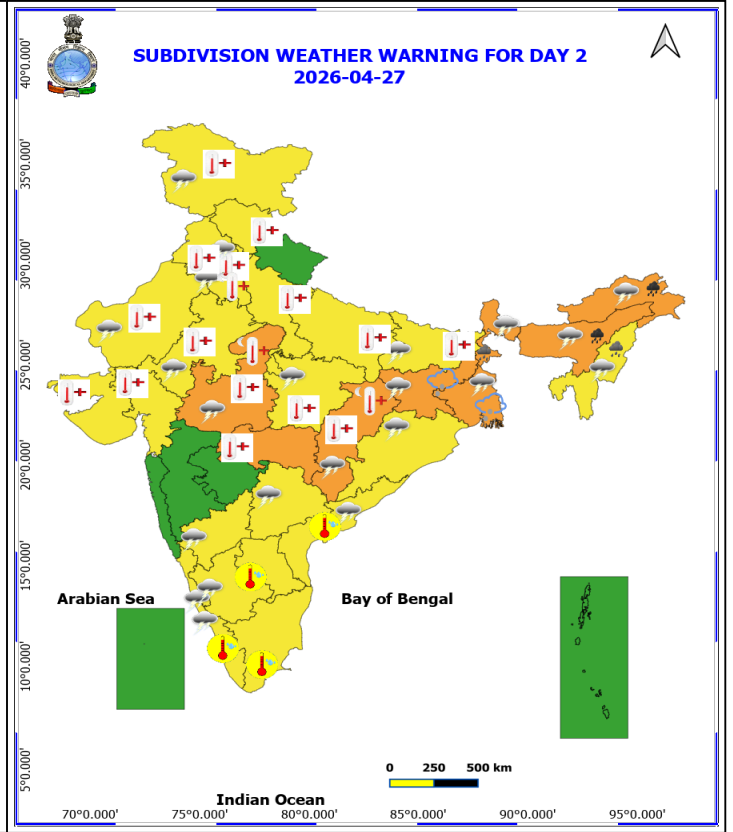 SUBDIVISION WEATHER WARNING FOR DAY 2
2026-04-27
40°0.000'
35°0.000'
30°0.000'
25°0.000'
20°0.000'
15°0.000'
10°0.000'
5°0.000'
Arabian Sea
Bay of Bengal
0 250 500 km
Indian Ocean
70°0.000' 75°0.000' 80°0.000' 85°0.000' 90°0.000' 95°0.000'